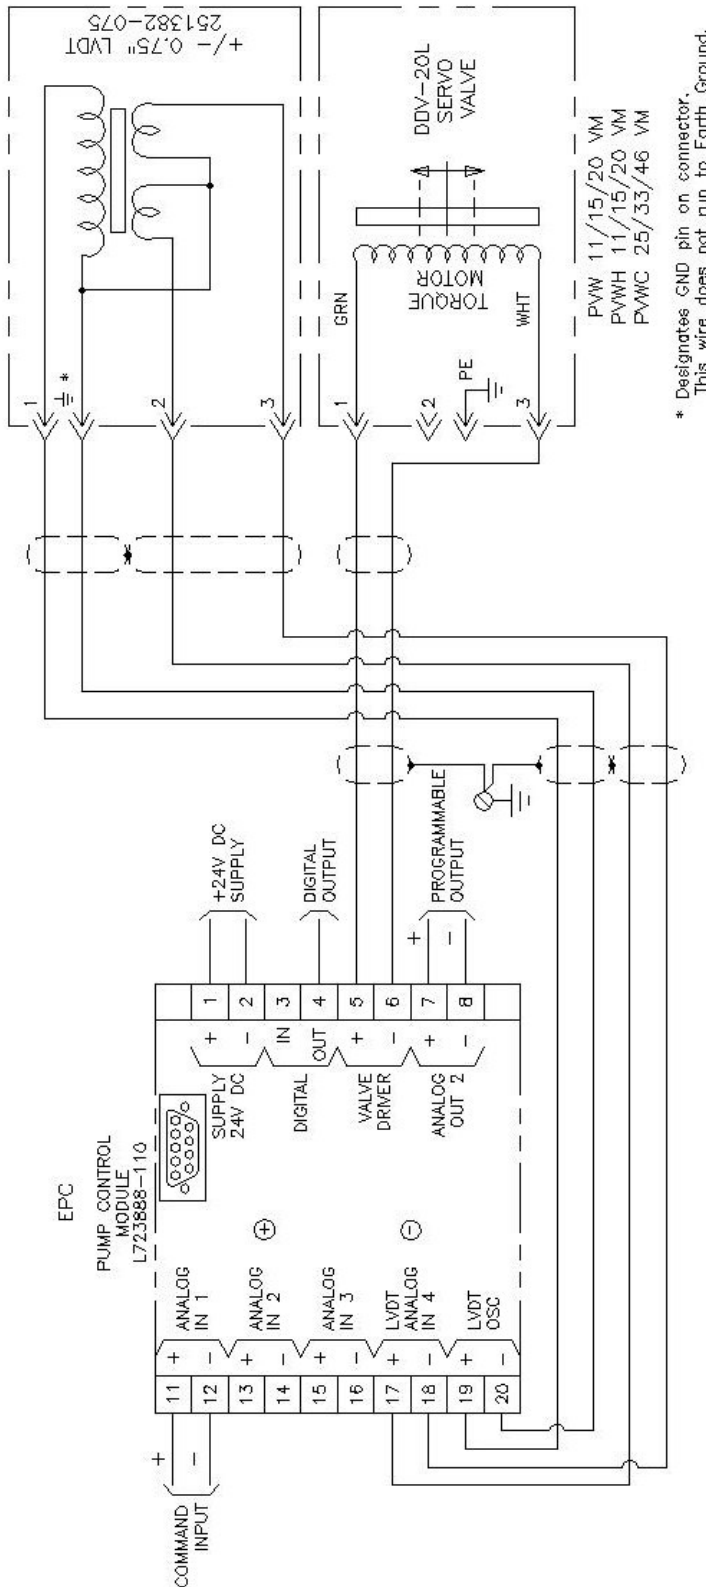 EPC
PUMP CONTROL
MODULE
L723888-110
COMMAND
INPUT
+
-
11
12
13
14
15
16
17
18
19
20
+
-
+
-
+
-
+
-
+
-
ANALOG
IN 1
ANALOG
IN 2
ANALOG
IN 3
LVDT
ANALOG
IN 4
LVDT
OSC
+
-
SUPPLY
24V DC
DIGITAL
VALVE
DRIVER
ANALOG
OUT 2
+
-
IN
OUT
+
-
+
-
1
2
3
4
5
6
7
8
+24V DC
SUPPLY
DIGITAL
OUTPUT
+
-
PROGRAMMABLE
OUTPUT
1
*
2
3
+/- 0.75" LVDT
251382-075
1
2
PE
3
GRN
WHT
TORQUE
MOTOR
DDV-20L
SERVO
VALVE
PVW 11/15/20 VM
PVWH 11/15/20 VM
PVWC 25/33/46 VM
* Designates GND pin on connector.
This wire does not run to Earth Ground.